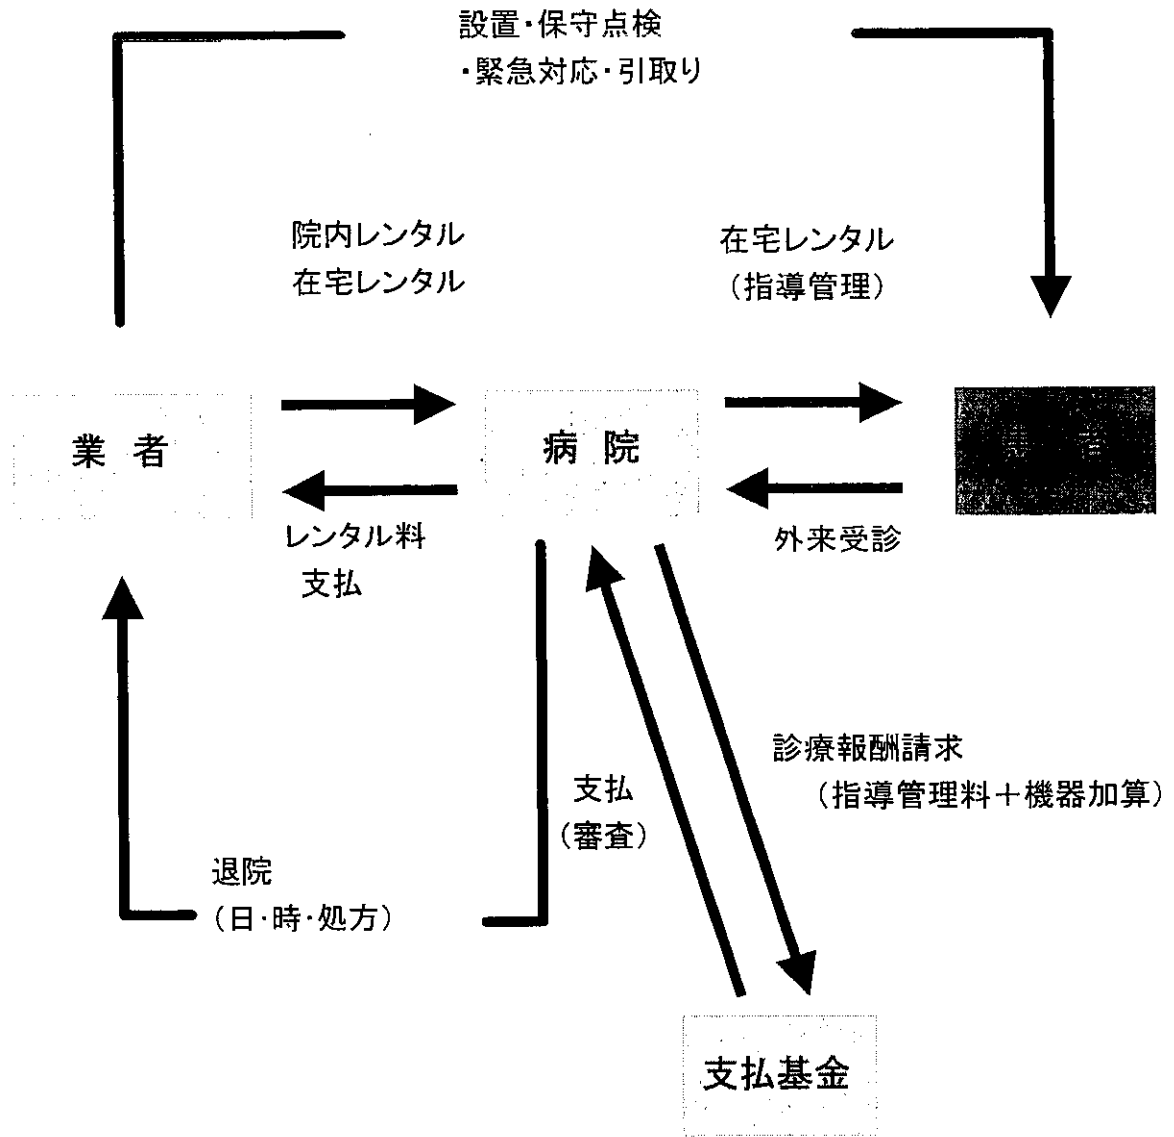 設置・保守点検
・緊急対応・引取り
院内レンタル
在宅レンタル
在宅レンタル
（指導管理）
業 者
病 院
レンタル料
支払
外来受診
診療報酬請求
（指導管理料＋機器加算）
支払
（審査）
退院
（日・時・処方）
支払基金